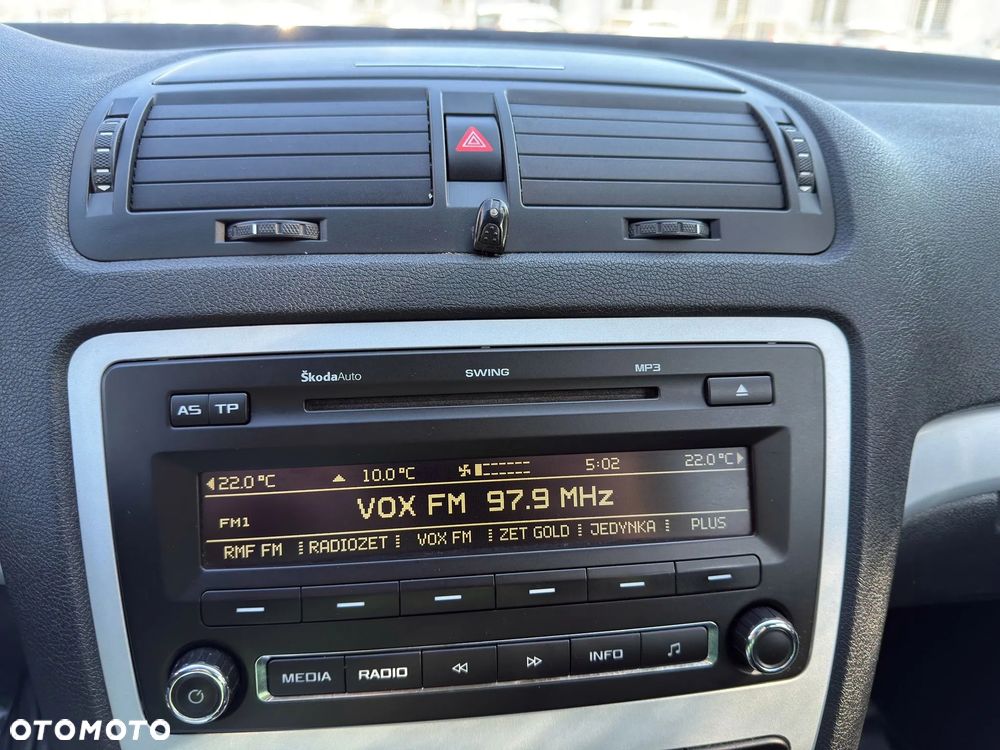 ŠkodaAuto SWING MP3
AS TP
22.0°C 10.0°C 5:02 22.0°C
VOX FM 97.9 MHz
FM1
RMF FM RADIOZET VOX FM ZET GOLD JEDYNKA PLUS
MEDIA RADIO INFO
OTOMOTO